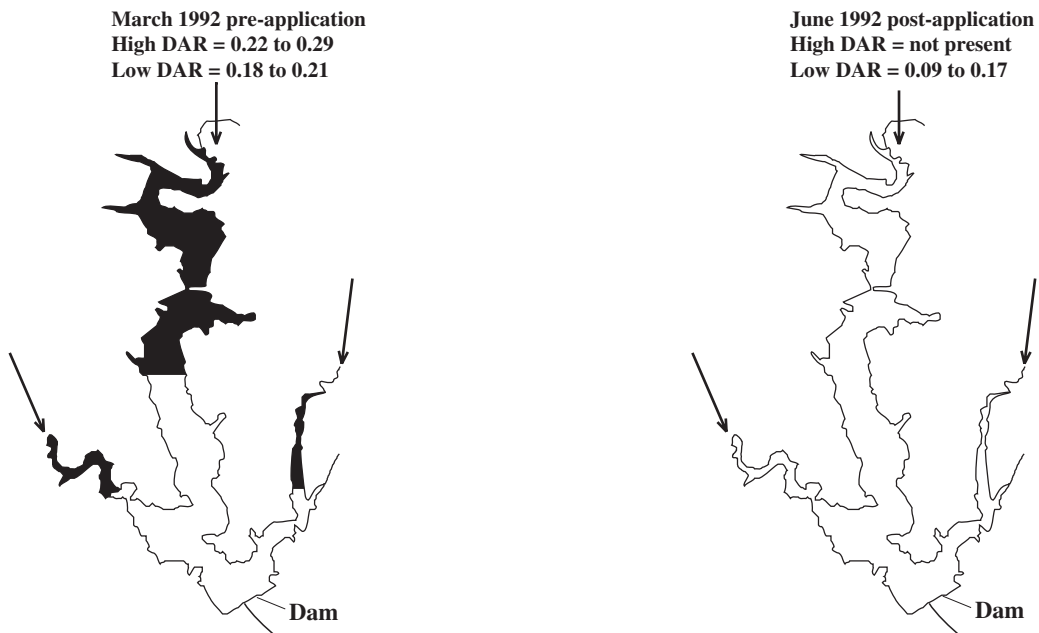 March 1992 pre-application
High DAR = 0.22 to 0.29
Low DAR = 0.18 to 0.21
June 1992 post-application
High DAR = not present
Low DAR = 0.09 to 0.17
Dam
Dam